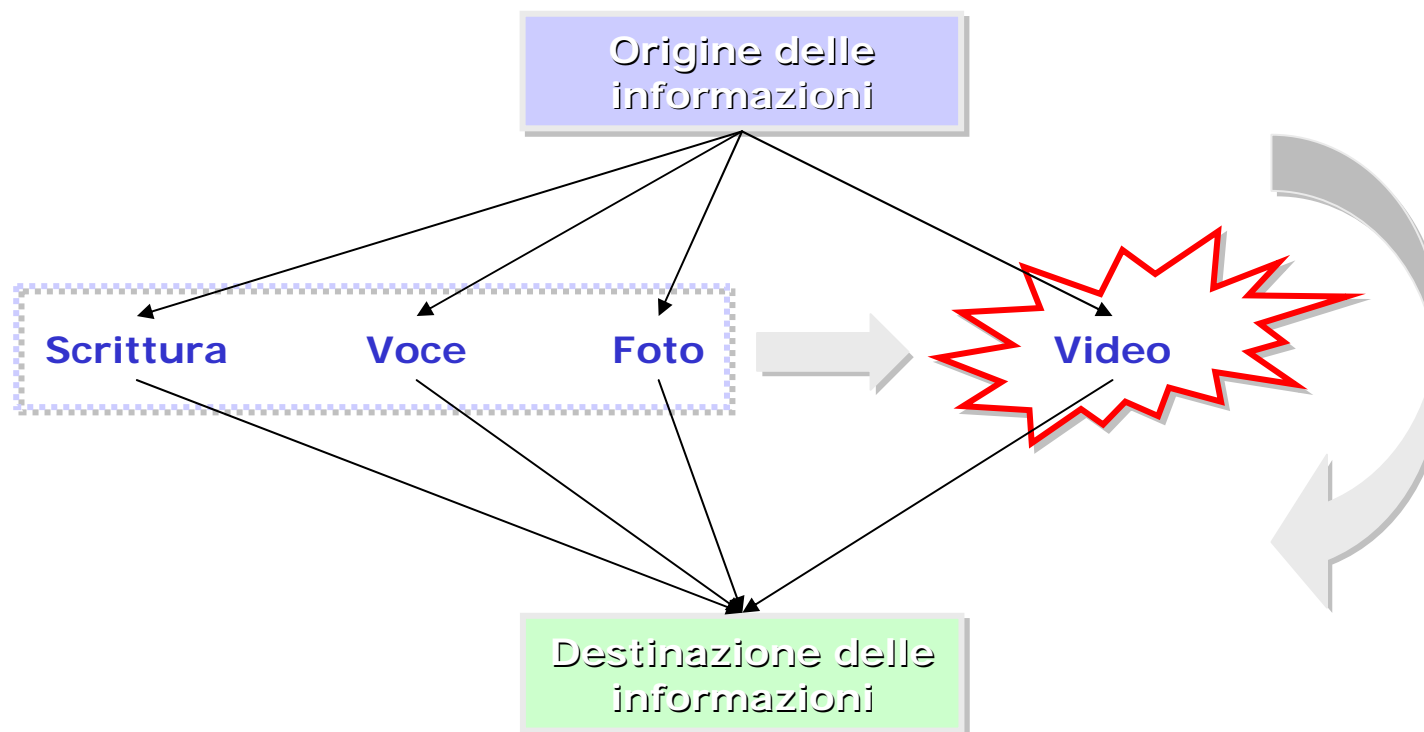 Origine delle
informazioni
Scrittura Voce Foto Video
Destinazione delle
informazioni